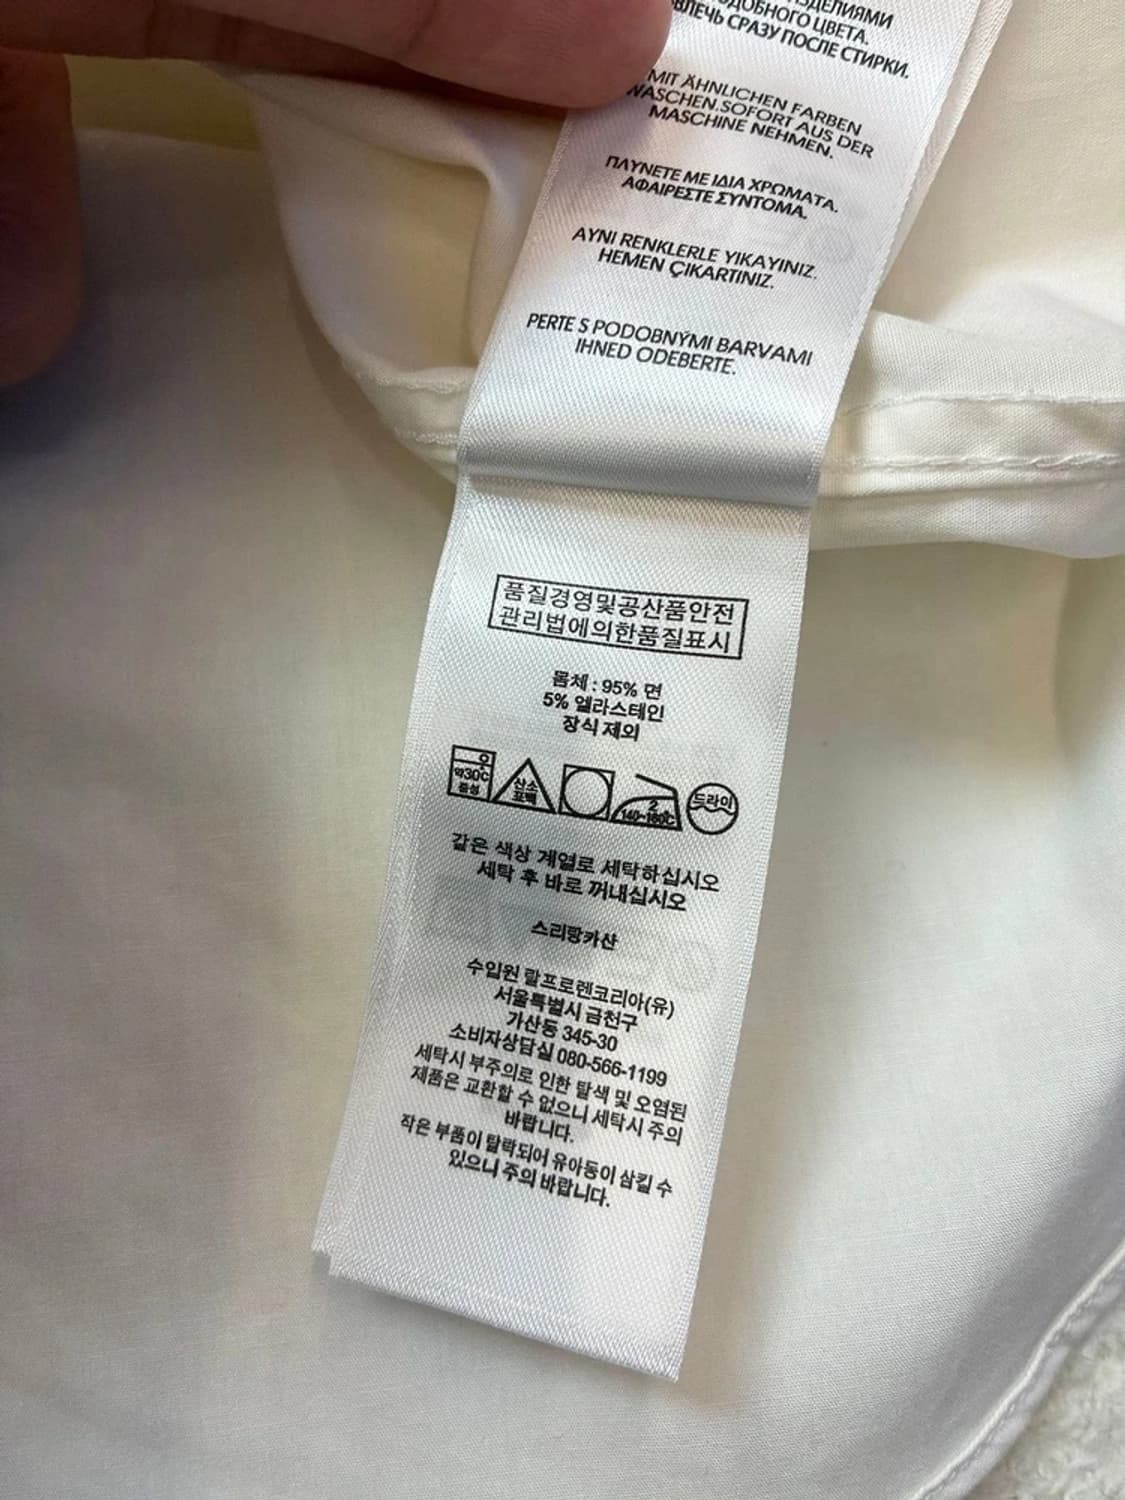 ИЗДЕЛИЯМИ
ПОДОБНОГО ЦВЕТА.
СРАЗУ ПОСЛЕ СТИРКИ.
MIT ÄHNLICHEN FARBEN
WASCHEN.SOFORT AUS DER
MASCHINE NEHMEN.
ΠΛΥΝΕΤΕ ΜΕ ΙΔΙΑ ΧΡΩΜΑΤΑ.
ΑΦΑΙΡΕΣΤΕ ΣΥΝΤΟΜΑ.
AYNI RENKLERLE YIKAYINIZ.
HEMEN ÇIKARTINIZ.
PERTE S PODOBNÝMI BARVAMI
IHNED ODEBERTE.
품질경영및공산품안전
관리법에의한품질표시
몸체 : 95% 면
5% 엘라스테인
장식 제외
약30℃
중성
산소
표백
2
140~160℃
드라이
같은 색상 계열로 세탁하십시오
세탁 후 바로 꺼내십시오
스리랑카산
수입원 랄프로렌코리아(유)
서울특별시 금천구
가산동 345-30
소비자상담실 080-566-1199
세탁시 부주의로 인한 탈색 및 오염된
제품은 교환할 수 없으니 세탁시 주의
바랍니다.
작은 부품이 탈락되어 유아동이 삼킬 수
있으니 주의 바랍니다.